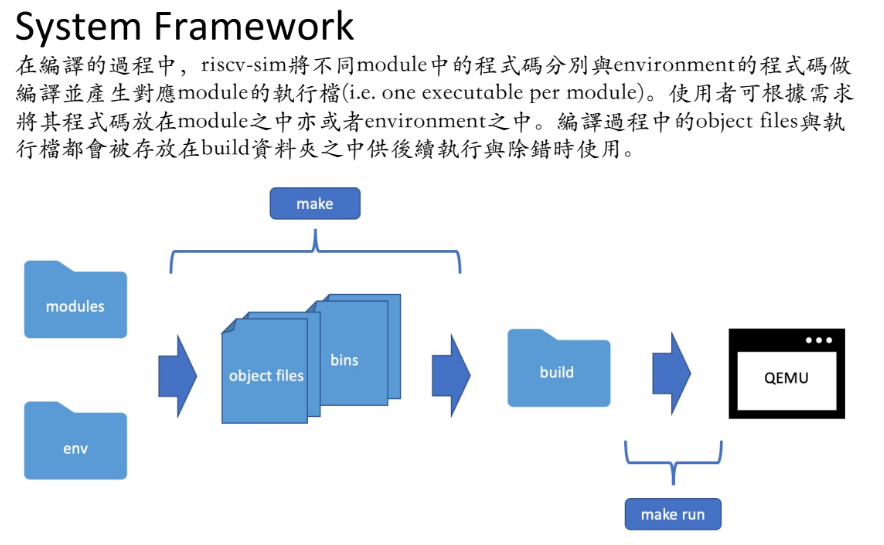 System Framework
在編譯的過程中，riscv-sim將不同module中的程式碼分別與environment的程式碼做
編譯並產生對應module的執行檔(i.e. one executable per module)。使用者可根據需求
將其程式碼放在module之中亦或者environment之中。編譯過程中的object files與執
行檔都會被存放在build資料夾之中供後續執行與除錯時使用。
make
modules
object files
bins
build
QEMU
env
make run